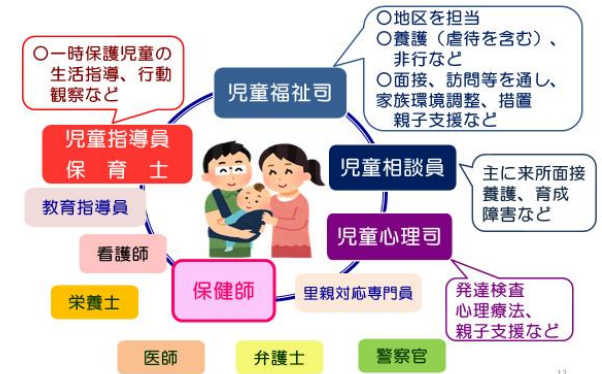 〇一時保護児童の
生活指導、行動
観察など
〇地区を担当
〇養護（虐待を含む）、
非行など
〇面接、訪問等を通し、
家族環境調整、措置
親子支援など
児童福祉司
児童指導員
保　育　士
児童相談員
主に来所面接
養護、育成
障害など
教育指導員
児童心理司
看護師
保健師
里親対応専門員
発達検査
心理療法、
親子支援など
栄養士
医師
弁護士
警察官
13